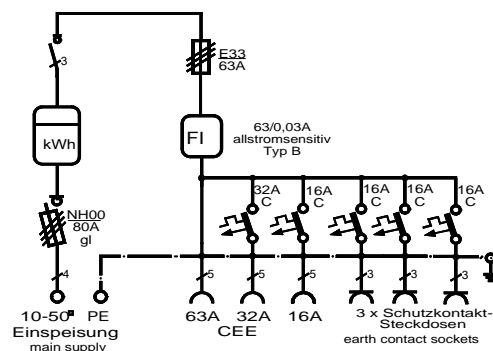 E33
63A
3
kWh
FI
63/0,03A
allstromsensitiv
Typ B
32A
C
16A
C
16A
C
16A
C
16A
C
NH00
80A
gl
4
5
5
5
3
3
3
10-50² PE
63A 32A 16A
CEE
3 x Schutzkontakt-
Steckdosen
Einspeisung
main supply
earth contact sockets